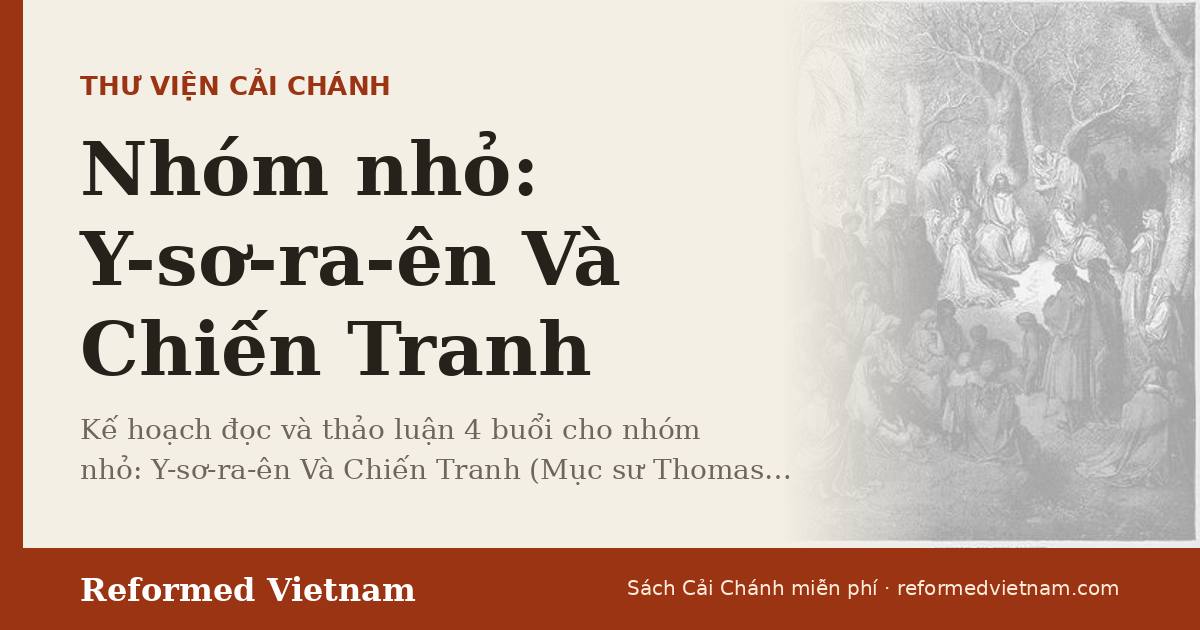 THƯ VIỆN CẢI CHÁNH
Nhóm nhỏ:
Y-sơ-ra-ên Và
Chiến Tranh
Kế hoạch đọc và thảo luận 4 buổi cho nhóm
nhỏ: Y-sơ-ra-ên Và Chiến Tranh (Mục sư Thomas...
Reformed Vietnam
Sách Cải Chánh miễn phí · reformedvietnam.com